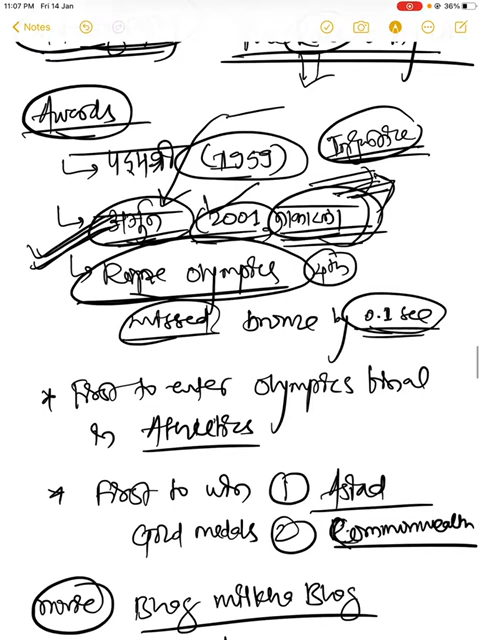 11:07 PM Fri 14 Jan 36%
Notes
Awards
पद्मश्री (1959)
अर्जुन (2001
Rome Olympics 4th
missed bronze by 0.1 sec
* First to enter Olympics final
in Athletics
* First to win ① Asiad
Gold medals ② Commonwealth
movie Bhag milkha Bhag